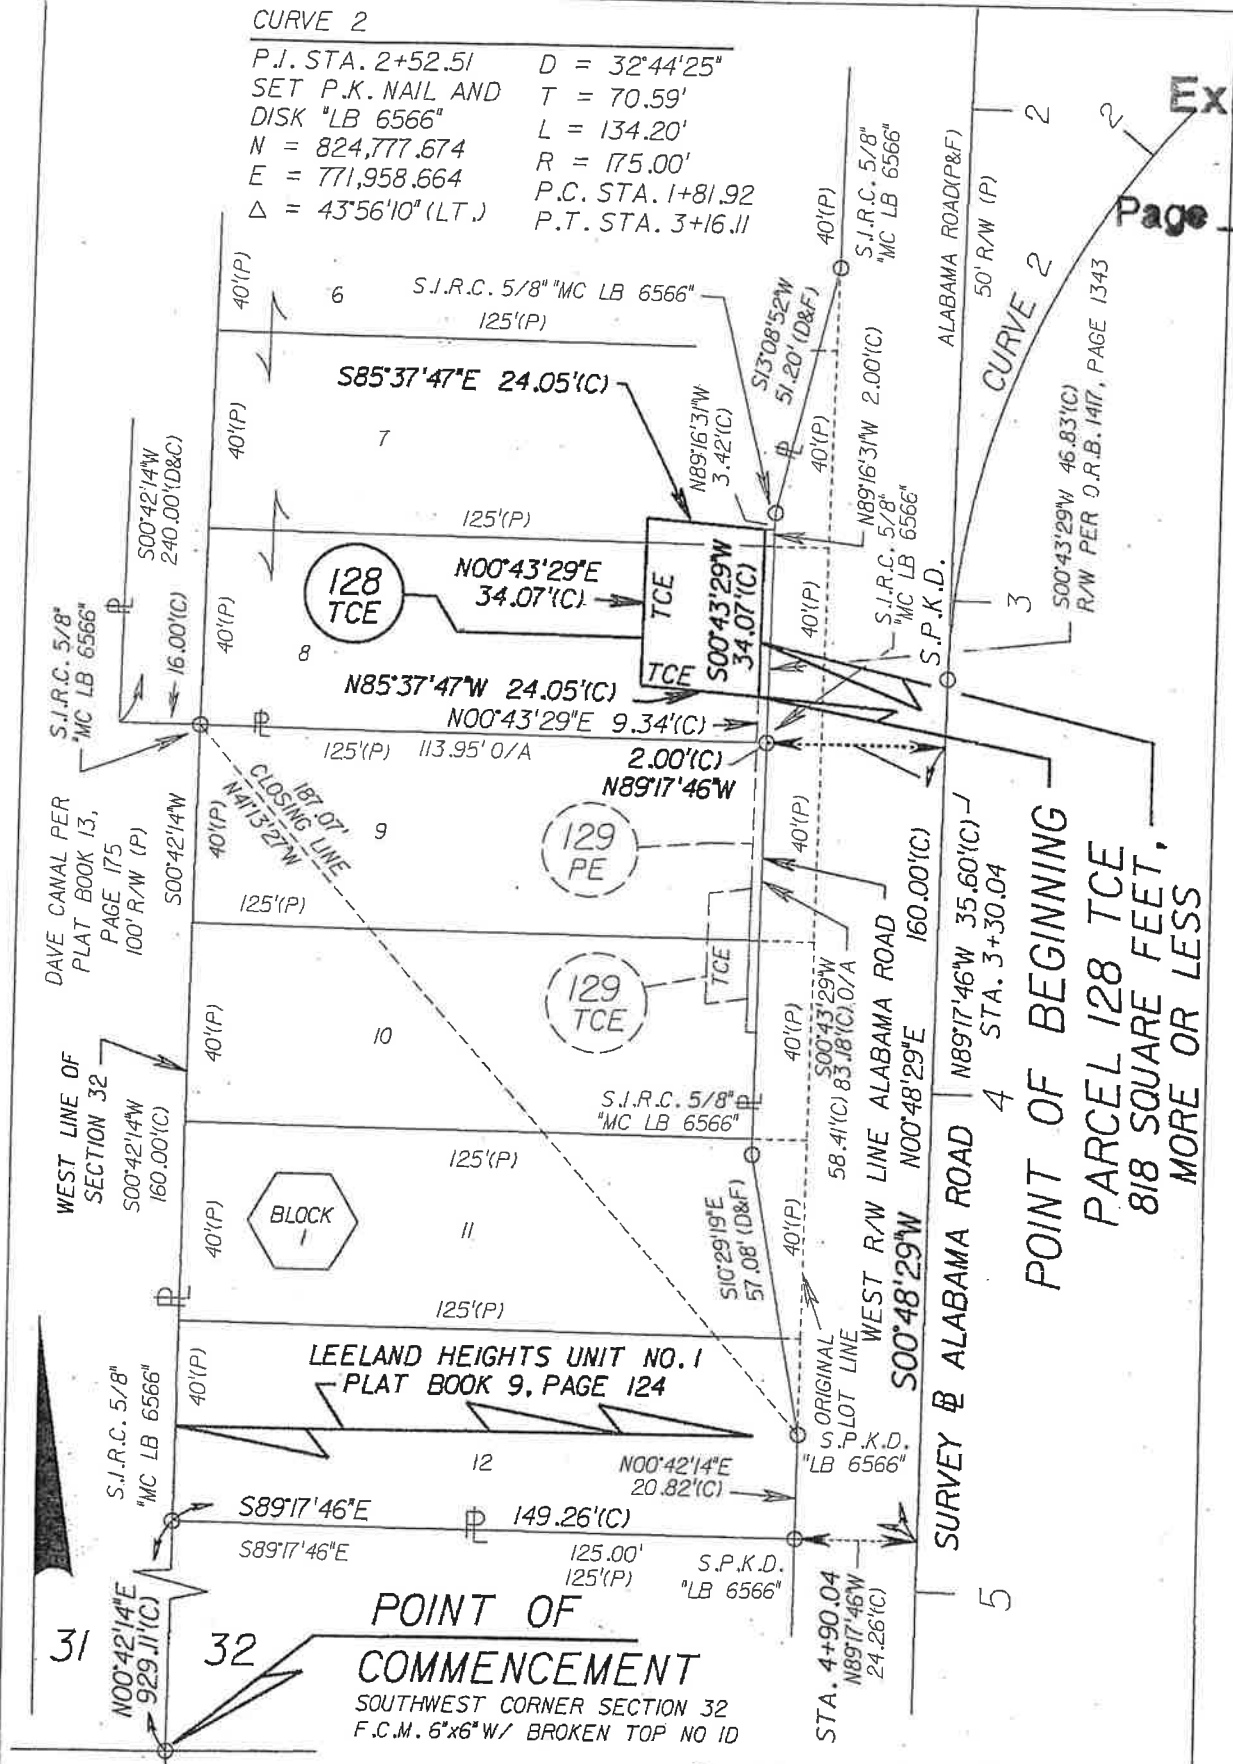 CURVE 2
P.I. STA. 2+52.51
SET P.K. NAIL AND
DISK "LB 6566"
N = 824,777.674
E = 771,958.664
Δ = 43°56'10" (LT.)
D = 32°44'25"
T = 70.59'
L = 134.20'
R = 175.00'
P.C. STA. 1+81.92
P.T. STA. 3+16.11
Ex
Page
2
2
ALABAMA ROAD(P&F)
50' R/W (P)
CURVE 2
S.I.R.C. 5/8"
"MC LB 6566"
40'(P)
S13°08'52"W
51.20' (D&F)
40'(P)
6
S.I.R.C. 5/8" "MC LB 6566"
125'(P)
S85°37'47"E 24.05'(C)
40'(P)
7
N89°16'31"W
3.42'(C)
40'(P)
N89°16'31"W 2.00'(C)
S.I.R.C. 5/8"
"MC LB 6566"
S00°43'29"W 46.83'(C)
R/W PER O.R.B. 1417, PAGE 1343
S00°42'14"W
240.00'(D&C)
125'(P)
128
TCE
N00°43'29"E
34.07'(C)
TCE
S00°43'29"W
34.07'(C)
TCE
40'(P)
S.P.K.D.
3
S.I.R.C. 5/8"
"MC LB 6566"
16.00'(C)
40'(P)
8
N85°37'47"W 24.05'(C)
N00°43'29"E 9.34'(C)
125'(P) 113.95' O/A
2.00'(C)
N89°17'46"W
DAVE CANAL PER
PLAT BOOK 13,
PAGE 175
100' R/W (P)
S00°42'14"W
40'(P)
187.07'
CLOSING LINE
N41°13'27"W
9
129
PE
40'(P)
125'(P)
129
TCE
TCE
WEST R/W LINE ALABAMA ROAD
N00°48'29"E 160.00'(C)
N89°17'46"W 35.60'(C)
STA. 3+30.04
POINT OF BEGINNING
PARCEL 128 TCE
818 SQUARE FEET,
MORE OR LESS
WEST LINE OF
SECTION 32
S00°42'14"W
160.00'(C)
40'(P)
10
40'(P)
S00°43'29"W
58.41'(C) 83.18'(C) O/A
4
S.I.R.C. 5/8"
"MC LB 6566"
125'(P)
40'(P)
BLOCK
1
11
S10°29'19"E
57.08' (D&F)
40'(P)
S00°48'29"W
SURVEY BL ALABAMA ROAD
125'(P)
LEELAND HEIGHTS UNIT NO. 1
PLAT BOOK 9, PAGE 124
ORIGINAL
LOT LINE
S.P.K.D.
"LB 6566"
S.I.R.C. 5/8"
"MC LB 6566"
40'(P)
12
N00°42'14"E
20.82'(C)
S89°17'46"E
149.26'(C)
S89°17'46"E
125.00'
125'(P)
S.P.K.D.
"LB 6566"
STA. 4+90.04
N89°17'46"W
24.26'(C)
5
31
32
N00°42'14"E
929.11'(C)
POINT OF
COMMENCEMENT
SOUTHWEST CORNER SECTION 32
F.C.M. 6"x6" W/ BROKEN TOP NO ID